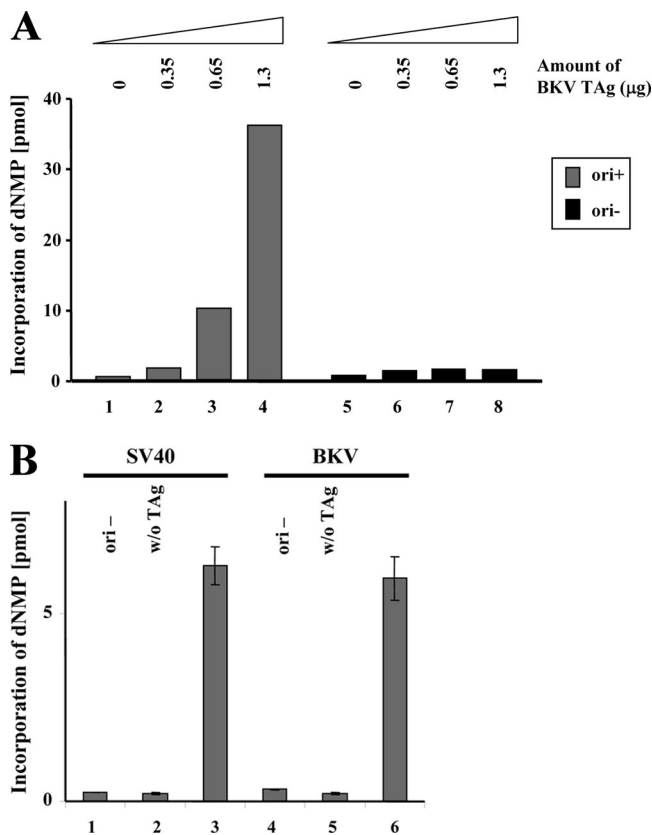 A
0 0.35 0.65 1.3 0 0.35 0.65 1.3 Amount of
BKV TAg (μg)
Incorporation of dNMP [pmol]
40
30
20
10
0
ori+
ori-
1 2 3 4 5 6 7 8
B
SV40 BKV
ori – w/o TAg ori – w/o TAg
Incorporation of dNMP [pmol]
5
0
1 2 3 4 5 6